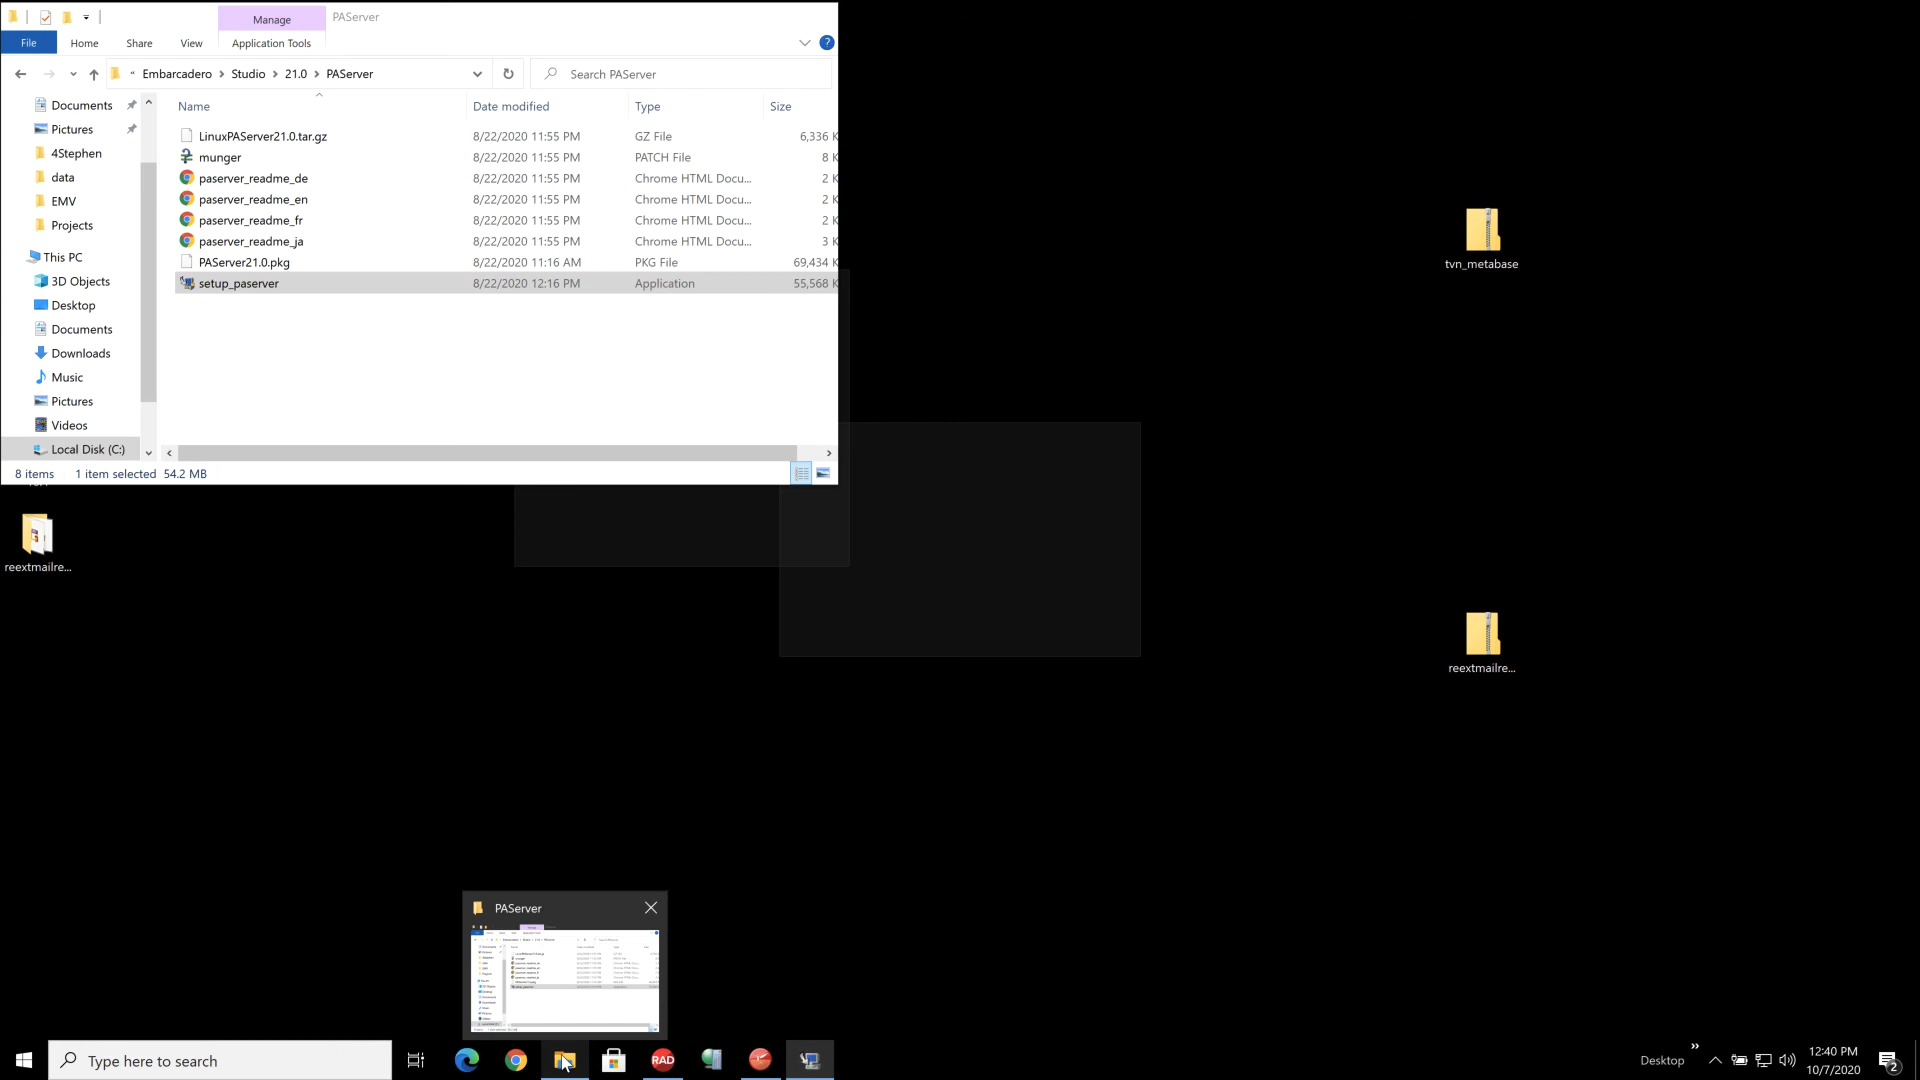 Manage
PAServer
File
Home
Share
View
Application Tools
Embarcadero
Studio
21.0
PAServer
Search PAServer
Name
Date modified
Type
Size
LinuxPAServer21.0.tar.gz 8/22/2020 11:55 PM GZ File 6,336 K
munger 8/22/2020 11:55 PM PATCH File 8 K
paserver_readme_de 8/22/2020 11:55 PM Chrome HTML Docu... 2 K
paserver_readme_en 8/22/2020 11:55 PM Chrome HTML Docu... 2 K
paserver_readme_fr 8/22/2020 11:55 PM Chrome HTML Docu... 2 K
paserver_readme_ja 8/22/2020 11:55 PM Chrome HTML Docu... 3 K
PAServer21.0.pkg 8/22/2020 11:16 AM PKG File 69,434 K
setup_paserver 8/22/2020 12:16 PM Application 55,568 K
Documents
Pictures
4Stephen
data
EMV
Projects
This PC
3D Objects
Desktop
Documents
Downloads
Music
Pictures
Videos
Local Disk (C:)
8 items 1 item selected 54.2 MB
tvn_metabase
reextmailre...
reextmailre...
PAServer
Type here to search
RAD
Desktop
12:40 PM
10/7/2020
2